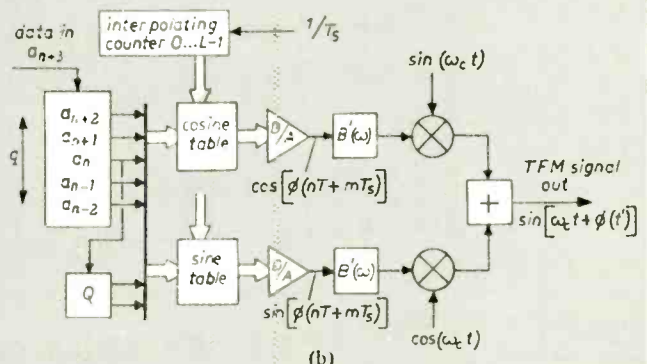 data in
a_{n+3}
interpolating
counter 0...L-1
1/T_s
a_{n+2}
a_{n+1}
a_n
a_{n-1}
a_{n-2}
q
Q
cosine
table
D/A
cos[ϕ(nT+mT_s)]
B'(ω)
sin(ω_c t)
sine
table
D/A
sin[ϕ(nT+mT_s)]
B'(ω)
cos(ω_c t)
+
TFM signal
out
sin[ω_c t+ϕ(t')]
(b)